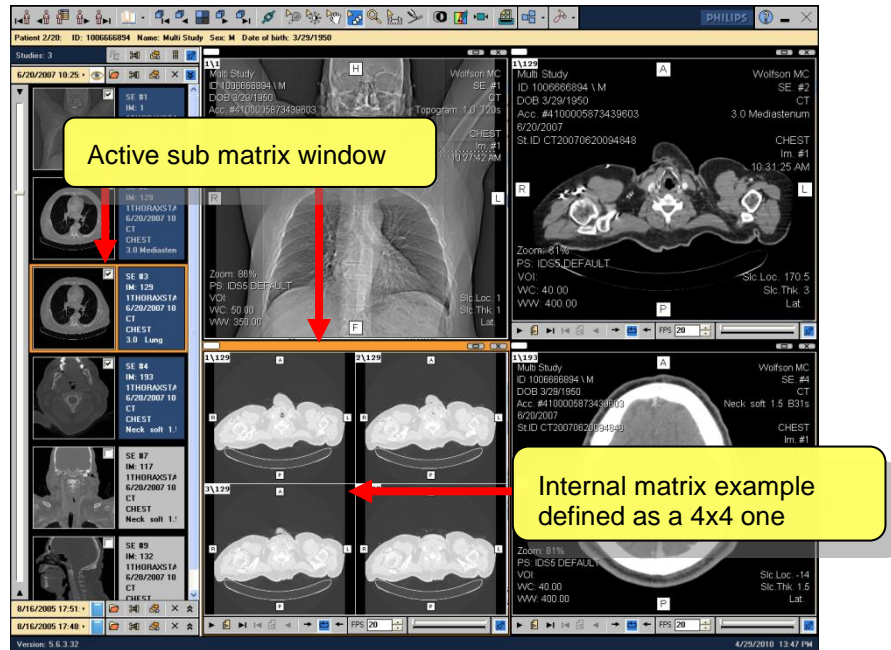 PHILIPS
Patient 2/20: ID: 1006666894 Name: Multi Study Sex: M Date of birth: 3/29/1950
Studies: 3
6/20/2007 10:25
SE #1
IM: 1
IM: 129
1THORAXSTA
6/20/2007 10
CT
CHEST
3.0 Mediasten
SE #3
IM: 129
1THORAXSTA
6/20/2007 10
CT
CHEST
3.0 Lung
SE #4
IM: 193
1THORAXSTA
6/20/2007 10
CT
CHEST
Neck soft 1.
SE #7
IM: 117
1THORAXSTA
6/20/2007 10
CT
CHEST
Neck soft 1.
SE #9
IM: 132
1THORAXSTA
6/20/2007 10
CT
CHEST
8/16/2005 17:51:
8/16/2005 17:48:
Version: 5.6.3.32
Active sub matrix window
1\1
Multi Study
ID 1006666894 \ M
DOB 3/29/1950
Acc. #4100005873439603
H
Wolfson MC
SE. #1
CT
Topogram 1.0 T20s
CHEST
Im. #1
10:27:42 AM
R
L
Zoom: 86%
PS: IDS5 DEFAULT
VOI:
WC: 50.00
WW: 350.00
F
Slc.Loc. 1
Slc.Thk. 1
Lat.
1\129
Multi Study
ID 1006666894 \ M
DOB 3/29/1950
Acc. #4100005873439603
6/20/2007
St.ID CT20070620094848
A
Wolfson MC
SE. #2
CT
3.0 Mediastenum
CHEST
Im. #1
10:31:25 AM
R
L
Zoom: 81%
PS: IDS5 DEFAULT
VOI:
WC: 40.00
WW: 400.00
P
Slc.Loc. 170.5
Slc.Thk. 3
Lat.
FPS 20
1\129
A
R
L
P
2\129
A
R
L
P
3\129
A
R
L
P
A
R
L
P
FPS 20
1\193
Multi Study
ID 1006666894 \ M
DOB 3/29/1950
Acc. #4100005873439603
6/20/2007
St.ID CT20070620094848
A
Wolfson MC
SE. #4
CT
Neck soft 1.5 B31s
CHEST
Im. #1
Internal matrix example
defined as a 4x4 one
Zoom: 81%
PS: IDS5 DEFAULT
VOI:
WC: 40.00
WW: 400.00
P
Slc.Loc. -14
Slc.Thk. 1.5
Lat.
FPS 20
4/29/2010 13:47 PM